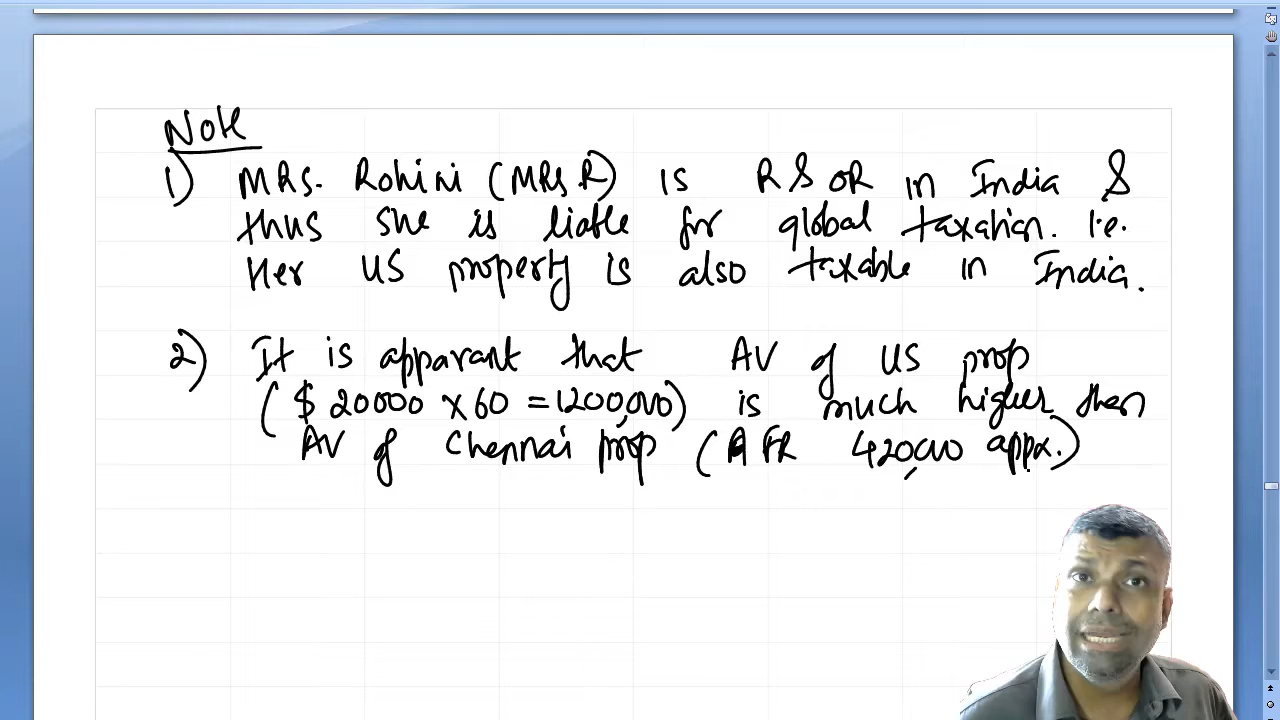 Note
1) MRS. Rohini (MRS R) is R & OR in India &
thus she is liable for global taxation. i.e.
Her US property is also taxable in India.
2) It is apparant that AV of US prop
($ 20000 x 60 = 1200,000) is much higher then
AV of Chennai prop (AFR 420,000 appx.)